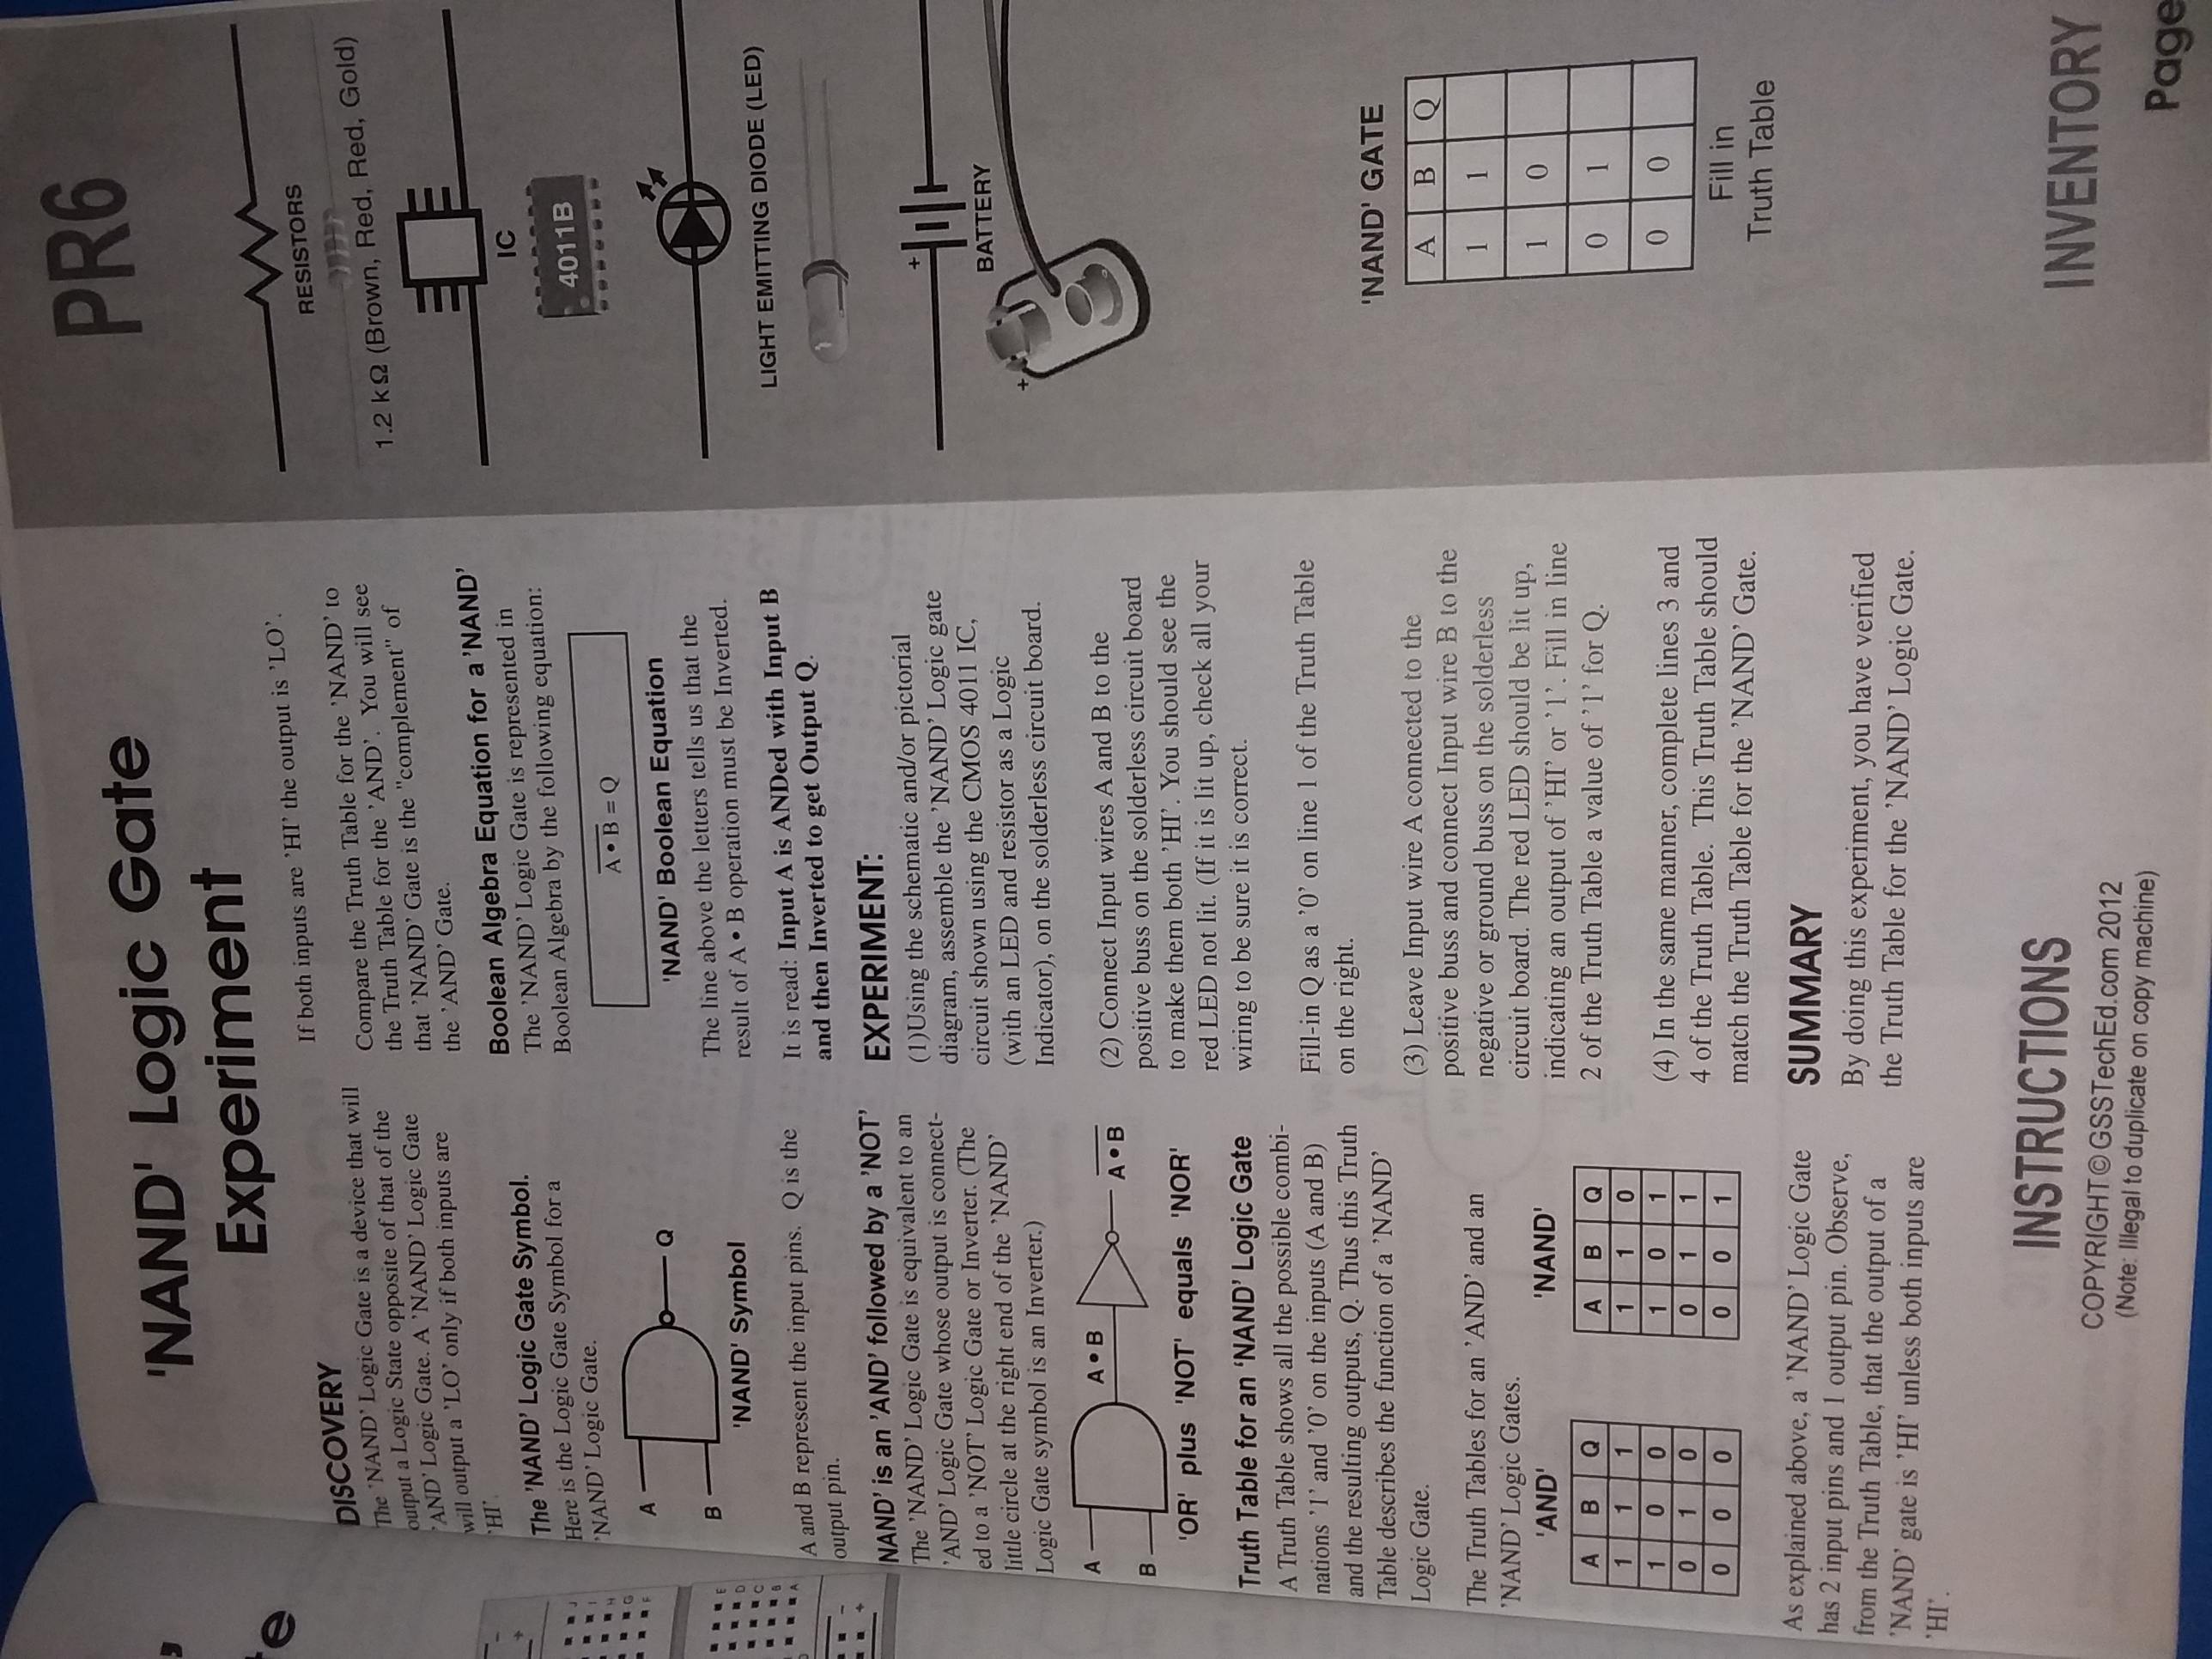 'NAND' Logic Gate
Experiment
DISCOVERY
The 'NAND' Logic Gate is a device that will
output a Logic State opposite of that of the
'AND' Logic Gate. A 'NAND' Logic Gate
will output a 'LO' only if both inputs are
'HI'.
The 'NAND' Logic Gate Symbol.
Here is the Logic Gate Symbol for a
'NAND' Logic Gate.
A
Q
B
'NAND' Symbol
A and B represent the input pins. Q is the
output pin.
NAND' is an 'AND' followed by a 'NOT'
The 'NAND' Logic Gate is equivalent to an
'AND' Logic Gate whose output is connect-
ed to a 'NOT' Logic Gate or Inverter. (The
little circle at the right end of the 'NAND'
Logic Gate symbol is an Inverter.)
A
A • B
A • B
B
'OR' plus 'NOT' equals 'NOR'
Truth Table for an 'NAND' Logic Gate
A Truth Table shows all the possible combi-
nations '1' and '0' on the inputs (A and B)
and the resulting outputs, Q. Thus this Truth
Table describes the function of a 'NAND'
Logic Gate.
The Truth Tables for an 'AND' and an
'NAND' Logic Gates.
'AND'
A B Q
1 1 1
1 0 0
0 1 0
0 0 0
'NAND'
A B Q
1 1 0
1 0 1
0 1 1
0 0 1
As explained above, a 'NAND' Logic Gate
has 2 input pins and 1 output pin. Observe,
from the Truth Table, that the output of a
'NAND' gate is 'HI' unless both inputs are
'HI'.
If both inputs are 'HI' the output is 'LO'.
Compare the Truth Table for the 'NAND' to
the Truth Table for the 'AND'. You will see
that 'NAND' Gate is the "complement" of
the 'AND' Gate.
Boolean Algebra Equation for a 'NAND'
The 'NAND' Logic Gate is represented in
Boolean Algebra by the following equation:
A̅ ̅•̅ ̅B̅ = Q
'NAND' Boolean Equation
The line above the letters tells us that the
result of A • B operation must be Inverted.
It is read: Input A is ANDed with Input B
and then Inverted to get Output Q.
EXPERIMENT:
(1)Using the schematic and/or pictorial
diagram, assemble the 'NAND' Logic gate
circuit shown using the CMOS 4011 IC,
(with an LED and resistor as a Logic
Indicator), on the solderless circuit board.
(2) Connect Input wires A and B to the
positive buss on the solderless circuit board
to make them both 'HI'. You should see the
red LED not lit. (If it is lit up, check all your
wiring to be sure it is correct.
Fill-in Q as a '0' on line 1 of the Truth Table
on the right.
(3) Leave Input wire A connected to the
positive buss and connect Input wire B to the
negative or ground buss on the solderless
circuit board. The red LED should be lit up,
indicating an output of 'HI' or '1'. Fill in line
2 of the Truth Table a value of '1' for Q.
(4) In the same manner, complete lines 3 and
4 of the Truth Table. This Truth Table should
match the Truth Table for the 'NAND' Gate.
SUMMARY
By doing this experiment, you have verified
the Truth Table for the 'NAND' Logic Gate.
INSTRUCTIONS
COPYRIGHT © GSSTechEd.com 2012
(Note: Illegal to duplicate on copy machine)
PR6
RESISTORS
1.2 kΩ (Brown, Red, Red, Gold)
IC
4011B
LIGHT EMITTING DIODE (LED)
+
BATTERY
+
'NAND' GATE
A B Q
1 1
1 0
0 1
0 0
Fill in
Truth Table
INVENTORY
Page